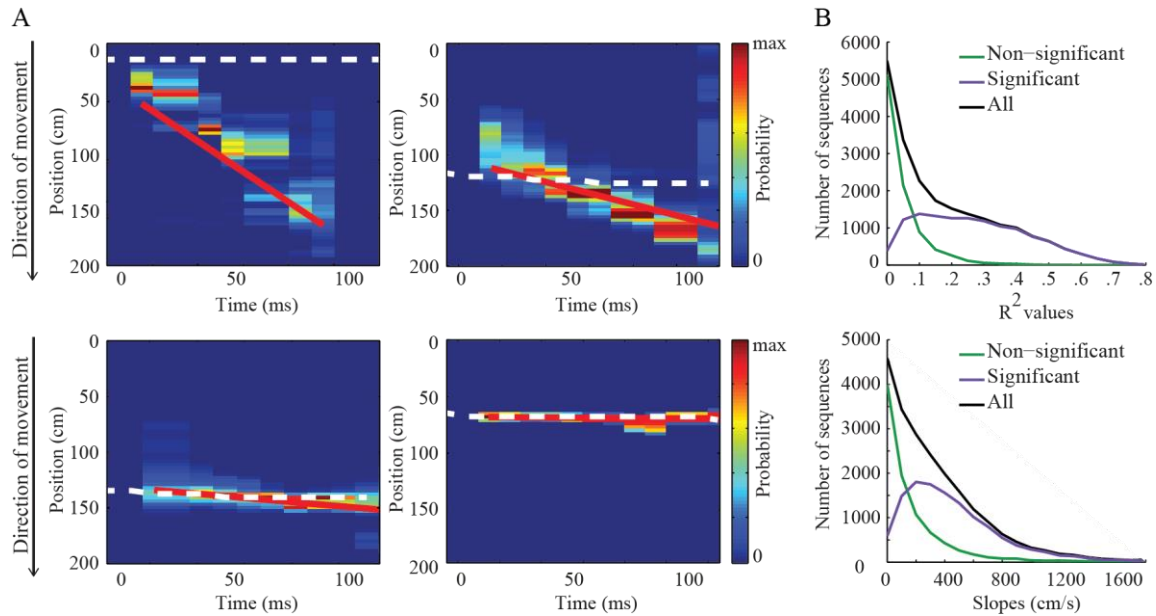 A
B
Direction of movement
Position (cm)
0
50
100
150
200
0
50
100
Time (ms)
Position (cm)
0
50
100
150
200
0
50
100
Time (ms)
max
Probability
0
Number of sequences
6000
5000
4000
3000
2000
1000
0
Non-significant
Significant
All
0 .1 .2 .3 .4 .5 .6 .7 .8
R² values
Direction of movement
Position (cm)
0
50
100
150
200
0
50
100
Time (ms)
Position (cm)
0
50
100
150
200
0
50
100
Time (ms)
max
Probability
0
Number of sequences
5000
4000
3000
2000
1000
0
Non-significant
Significant
All
0 400 800 1200 1600
Slopes (cm/s)